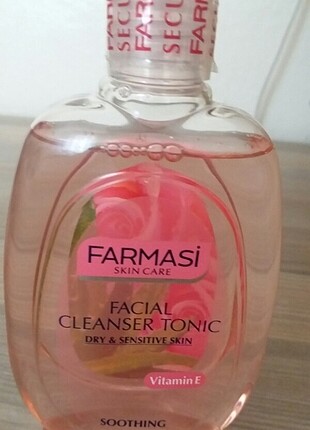 FARMASİ
SKIN CARE
FACIAL
CLEANSER TONIC
DRY & SENSITIVE SKIN
Vitamin E
SOOTHING